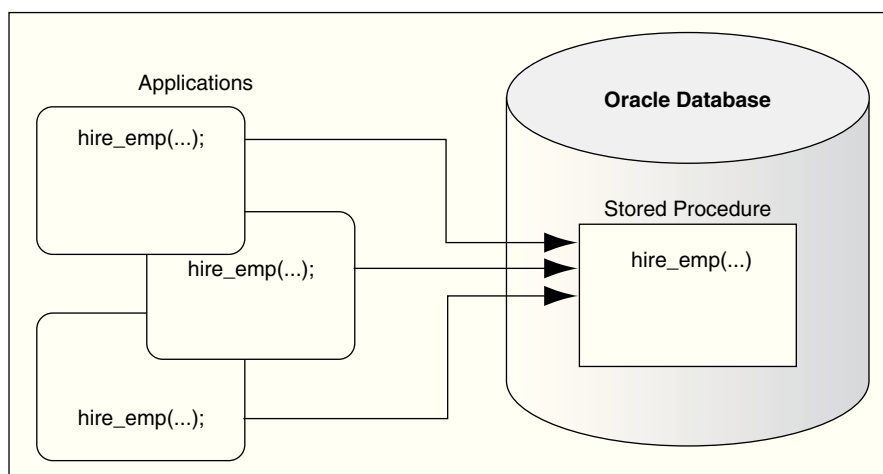 Applications
hire_emp(...);
hire_emp(...);
hire_emp(...);
Oracle Database
Stored Procedure
hire_emp(...)